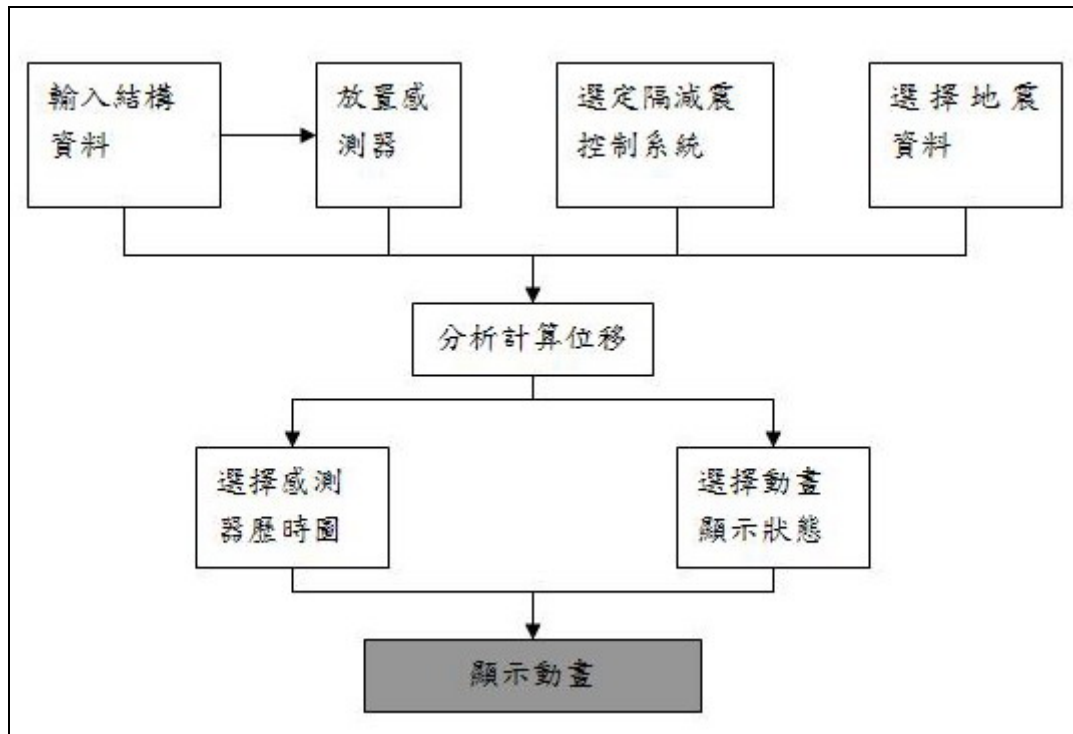 輸入結構
資料
放置感
測器
選定隔減震
控制系統
選擇地震
資料
分析計算位移
選擇感測
器歷時圖
選擇動畫
顯示狀態
顯示動畫